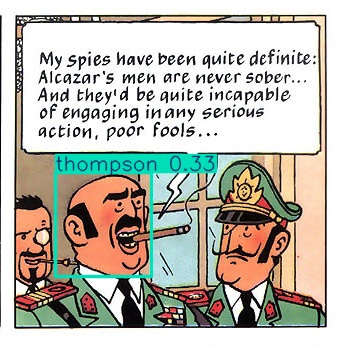 My spies have been quite definite:
Alcazar's men are never sober...
And they'd be quite incapable
of engaging in any serious
action, poor fools...
thompson 0.33